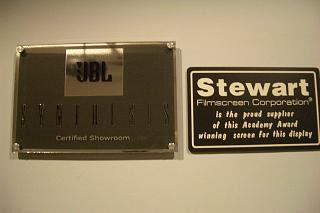 JBL
SYNTHESIS
Certified Showroom
Stewart
Filmscreen Corporation®
is the proud supplier
of this Academy Award
winning screen for this display